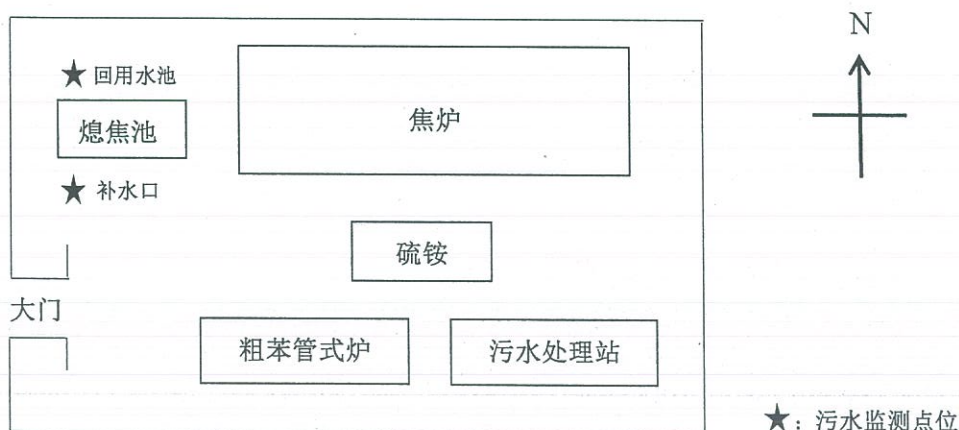 N
★ 回用水池
焦炉
熄焦池
★ 补水口
硫铵
大门
粗苯管式炉
污水处理站
★：污水监测点位